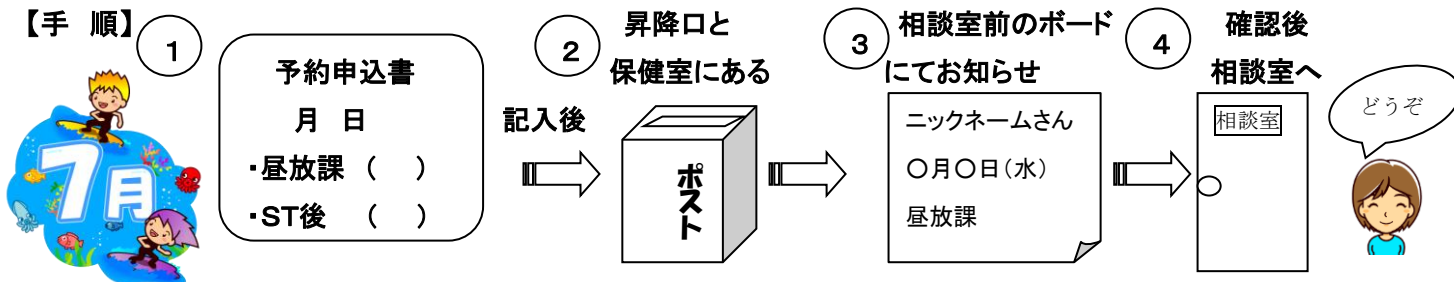 【手 順】
1
予約申込書
月 日
・昼放課 ( )
・ST後 ( )
7月
記入後
2
昇降口と
保健室にある
ポスト
3
相談室前のボード
にてお知らせ
ニックネームさん
〇月〇日(水)
昼放課
4
確認後
相談室へ
相談室
どうぞ